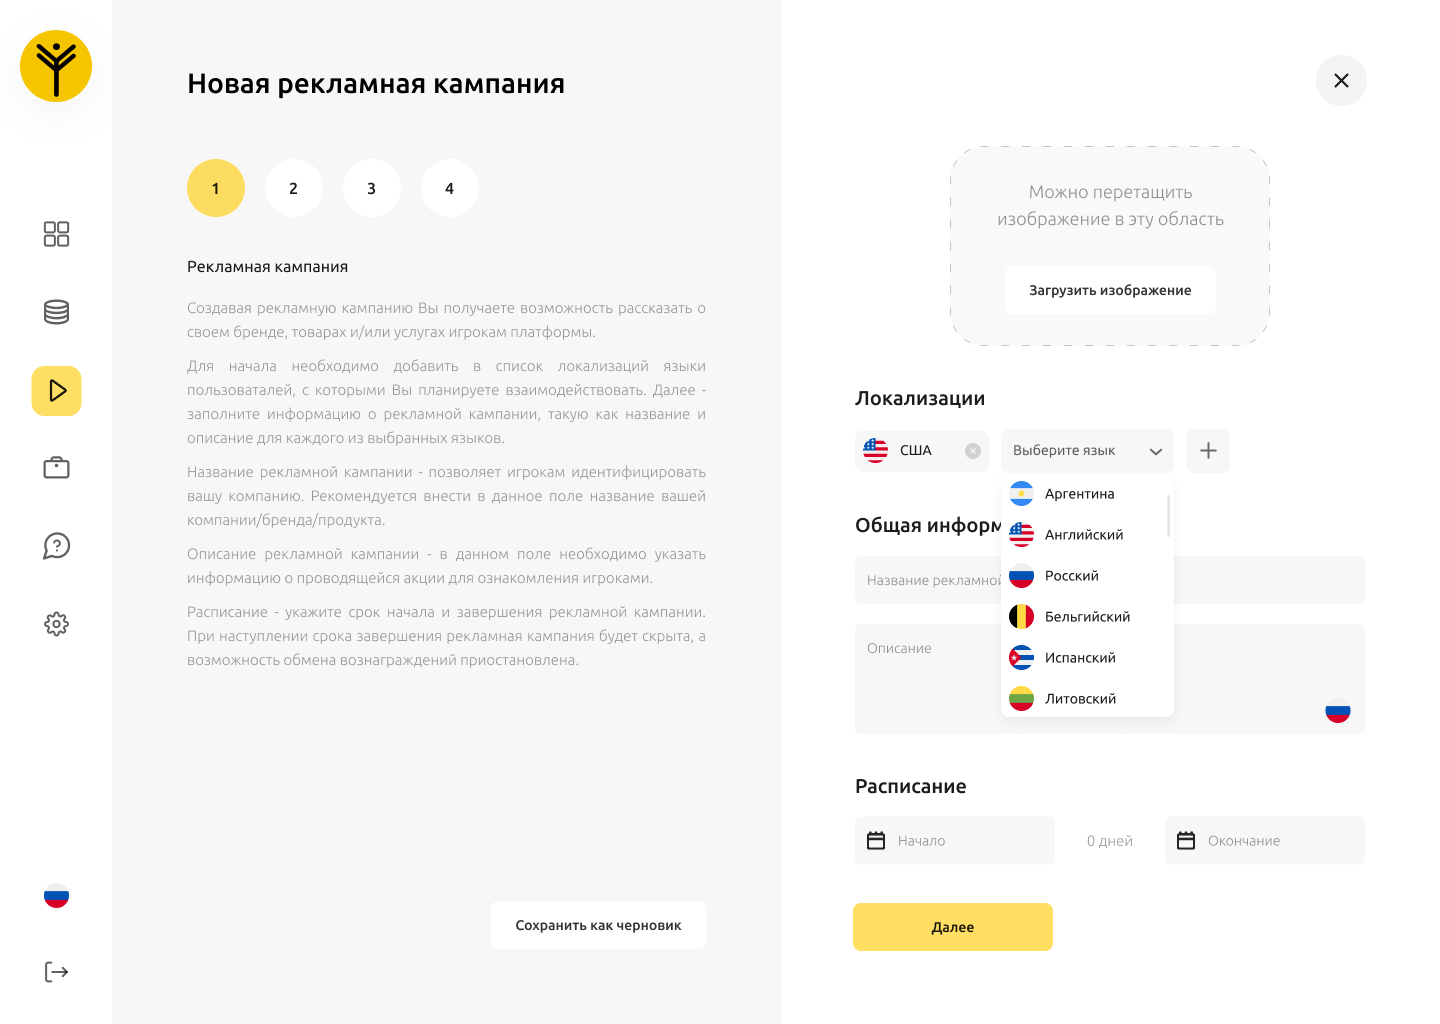 Новая рекламная кампания
1
2
3
4
Рекламная кампания
Создавая рекламную кампанию Вы получаете возможность рассказать о
своем бренде, товарах и/или услугах игрокам платформы.
Для начала необходимо добавить в список локализаций языки
пользоваталей, с которыми Вы планируете взаимодействовать. Далее -
заполните информацию о рекламной кампании, такую как название и
описание для каждого из выбранных языков.
Название рекламной кампании - позволяет игрокам идентифицировать
вашу компанию. Рекомендуется внести в данное поле название вашей
компании/бренда/продукта.
Описание рекламной кампании - в данном поле необходимо указать
информацию о проводящейся акции для ознакомления игроками.
Расписание - укажите срок начала и завершения рекламной кампании.
При наступлении срока завершения рекламная кампания будет скрыта, а
возможность обмена вознаграждений приостановлена.
Сохранить как черновик
Можно перетащить
изображение в эту область
Загрузить изображение
Локализации
США
Выберите язык
Аргентина
Английский
Росский
Бельгийский
Испанский
Литовский
Общая информ
Название рекламной
Описание
Расписание
Начало
0 дней
Окончание
Далее